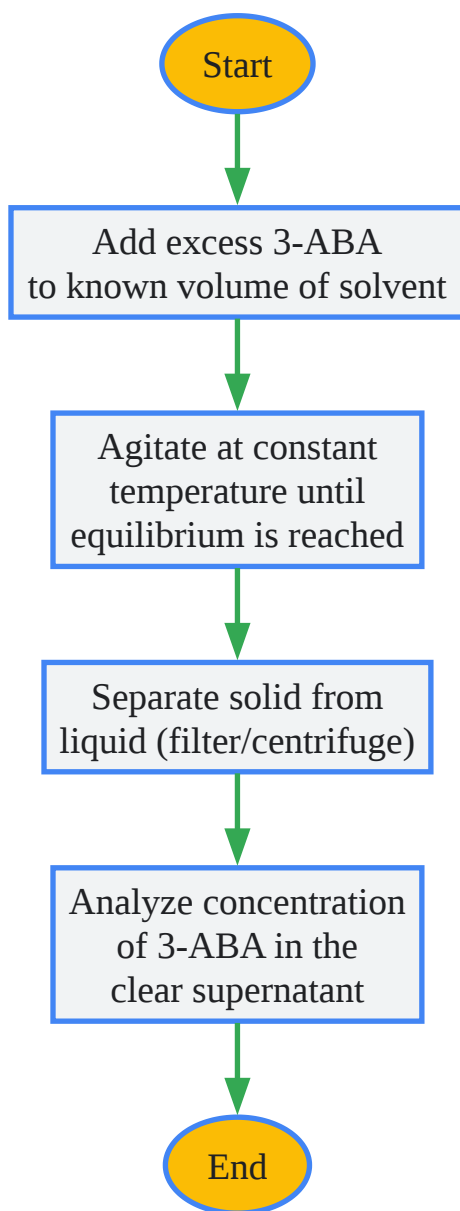 Start
Add excess 3-ABA
to known volume of solvent
Agitate at constant
temperature until
equilibrium is reached
Separate solid from
liquid (filter/centrifuge)
Analyze concentration
of 3-ABA in the
clear supernatant
End